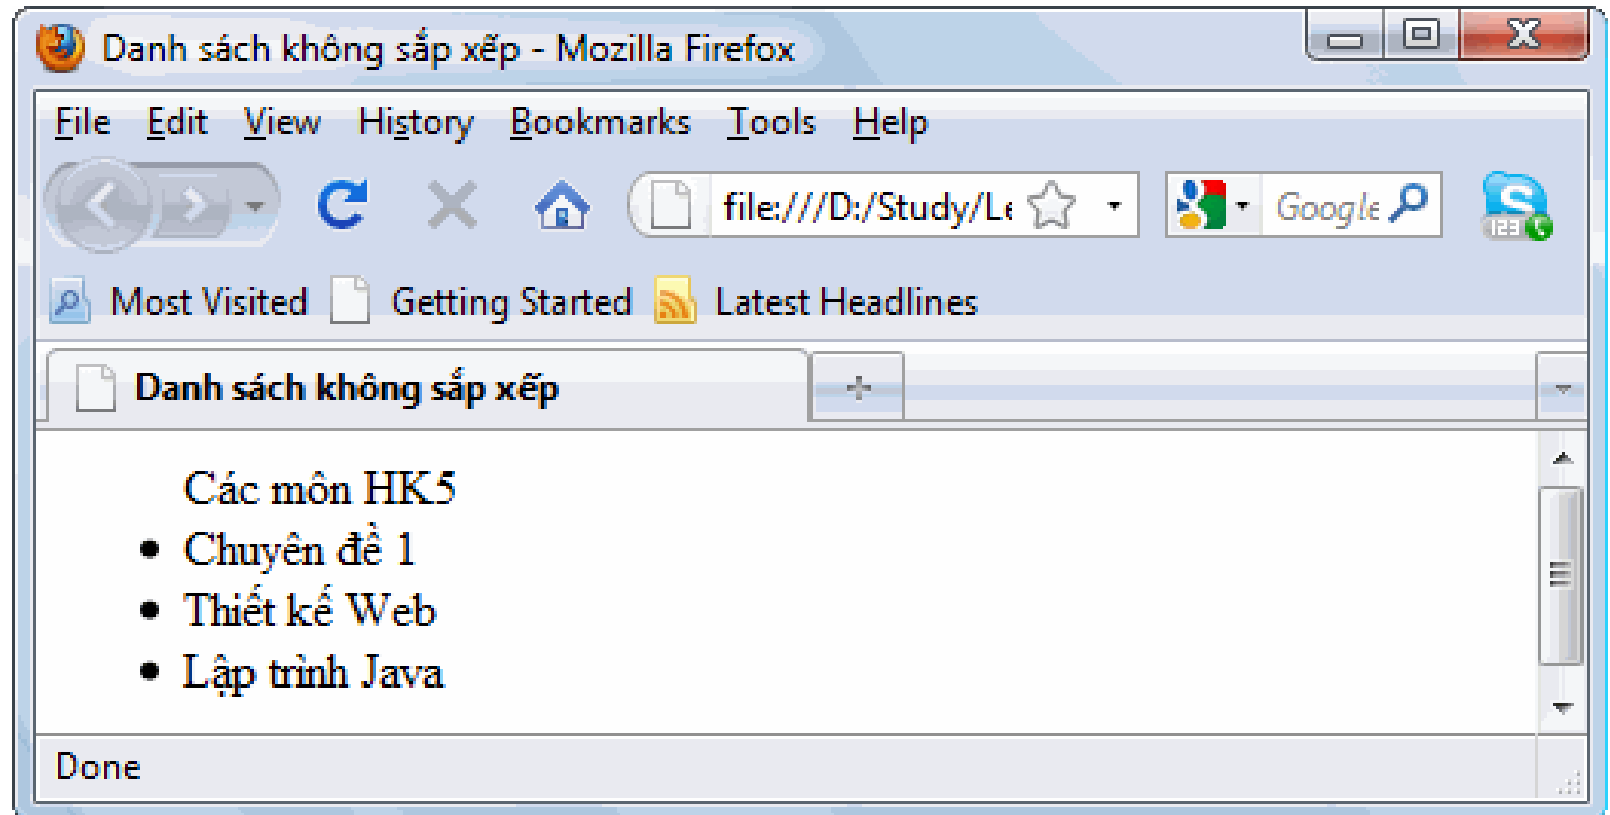 Danh sách không sắp xếp - Mozilla Firefox
File Edit View History Bookmarks Tools Help
file:///D:/Study/Le Google
123
Most Visited Getting Started Latest Headlines
Danh sách không sắp xếp
Các môn HK5
Chuyên đề 1
Thiết kế Web
Lập trình Java
Done